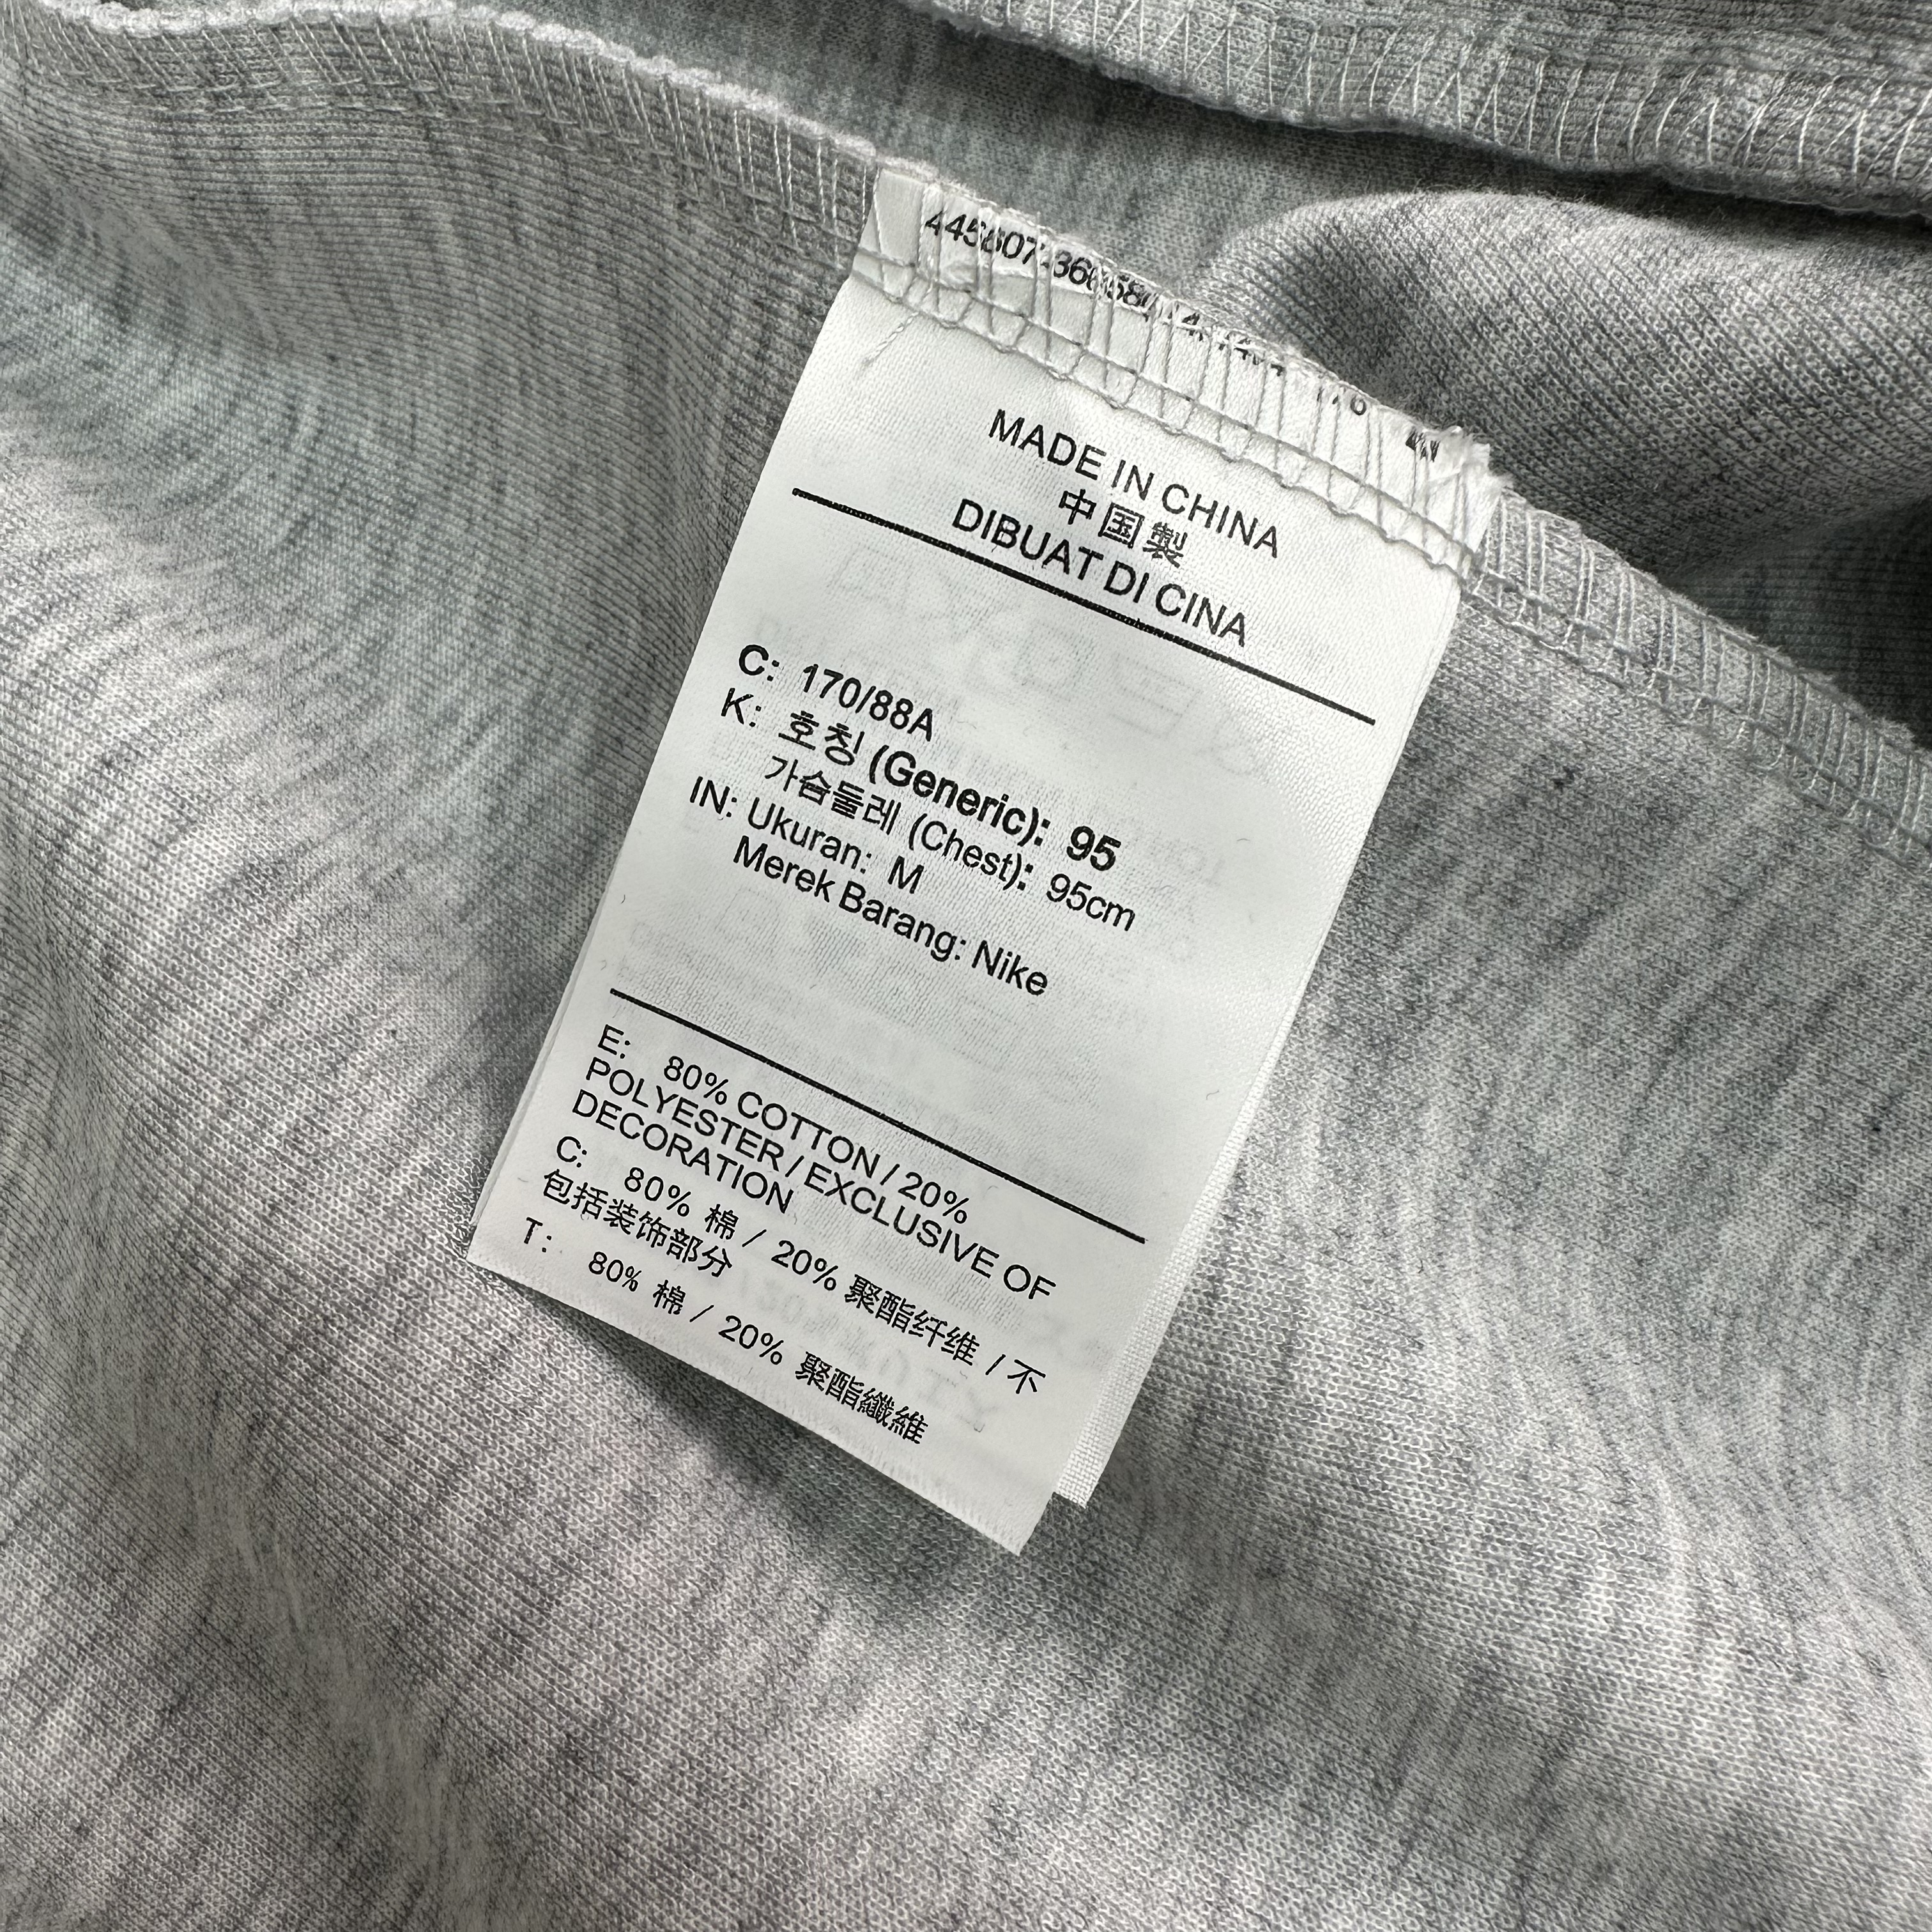 MADE IN CHINA
中国製
DIBUAT DI CINA
C: 170/88A
K: 호칭 (Generic): 95
가슴둘레 (Chest): 95cm
IN: Ukuran: M
Merek Barang: Nike
E: 80% COTTON / 20%
POLYESTER / EXCLUSIVE OF
DECORATION
C: 80% 棉 / 20% 聚酯纤维 / 不
包括装饰部分
T: 80% 棉 / 20% 聚酯纖維